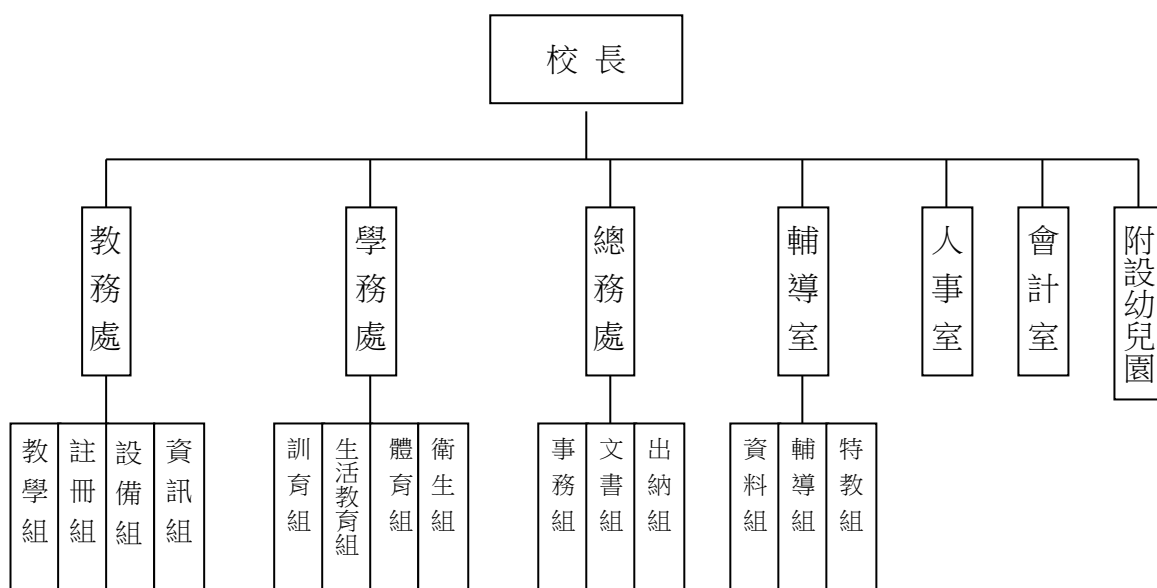 校長
教務處
學務處
總務處
輔導室
人事室
會計室
附設幼兒園
教學組
註冊組
設備組
資訊組
訓育組
生活教育組
體育組
衛生組
事務組
文書組
出納組
資料組
輔導組
特教組